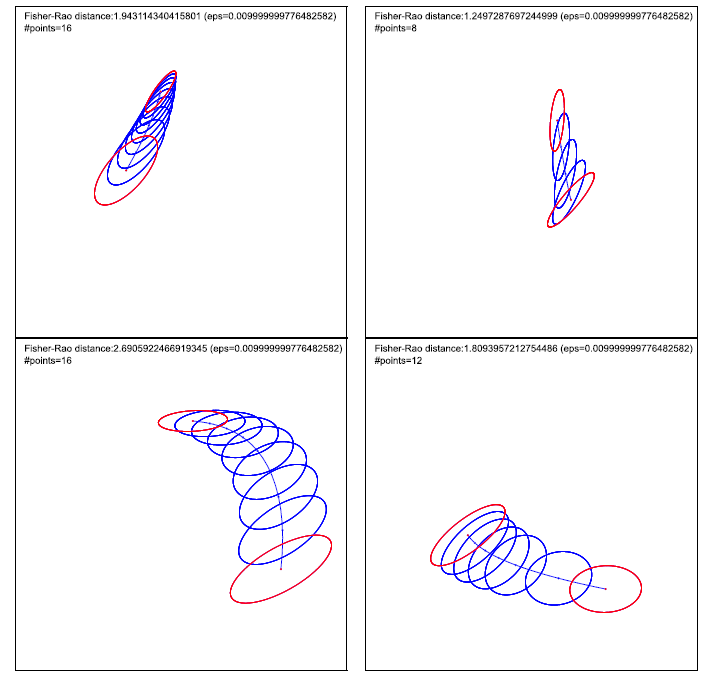 Fisher-Rao distance:1.943114340415801 (eps=0.009999999776482582)
#points=16
Fisher-Rao distance:1.2497287697244999 (eps=0.009999999776482582)
#points=8
Fisher-Rao distance:2.6905922466919345 (eps=0.009999999776482582)
#points=16
Fisher-Rao distance:1.8093957212754486 (eps=0.009999999776482582)
#points=12